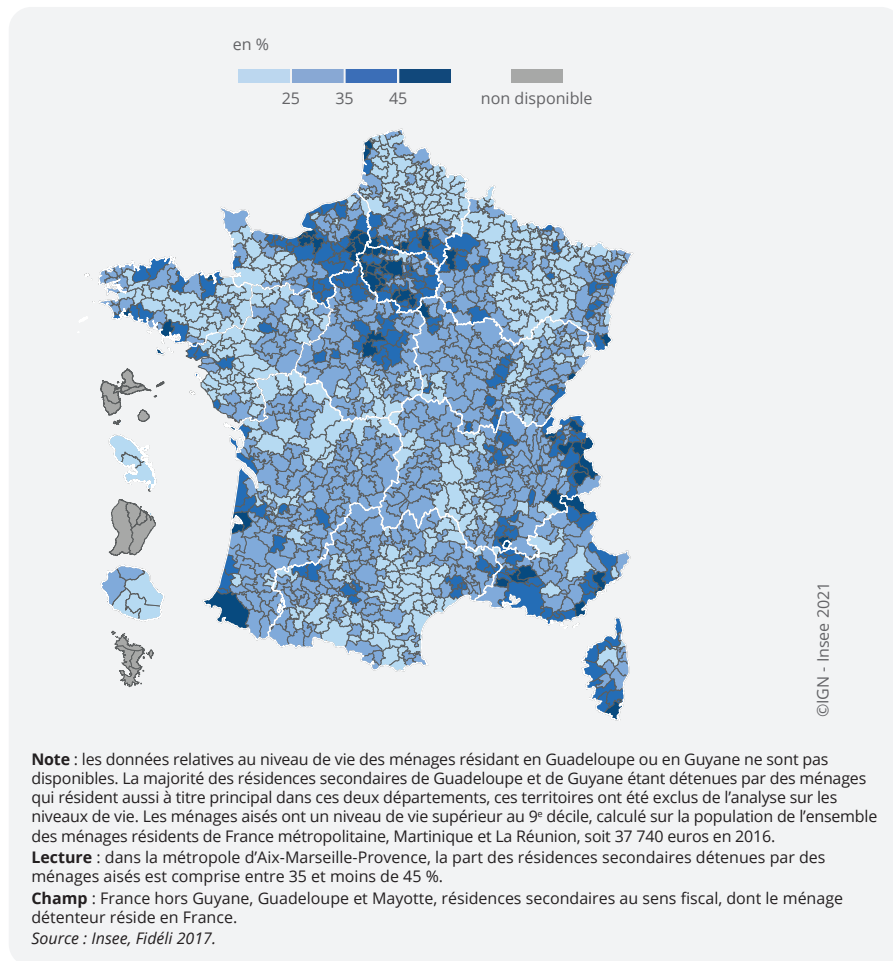 en %
25 35 45 non disponible
©IGN - Insee 2021
Note : les données relatives au niveau de vie des ménages résidant en Guadeloupe ou en Guyane ne sont pas
disponibles. La majorité des résidences secondaires de Guadeloupe et de Guyane étant détenues par des ménages
qui résident aussi à titre principal dans ces deux départements, ces territoires ont été exclus de l'analyse sur les
niveaux de vie. Les ménages aisés ont un niveau de vie supérieur au 9e décile, calculé sur la population de l'ensemble
des ménages résidents de France métropolitaine, Martinique et La Réunion, soit 37 740 euros en 2016.
Lecture : dans la métropole d'Aix-Marseille-Provence, la part des résidences secondaires détenues par des
ménages aisés est comprise entre 35 et moins de 45 %.
Champ : France hors Guyane, Guadeloupe et Mayotte, résidences secondaires au sens fiscal, dont le ménage
détenteur réside en France.
Source : Insee, Fidéli 2017.